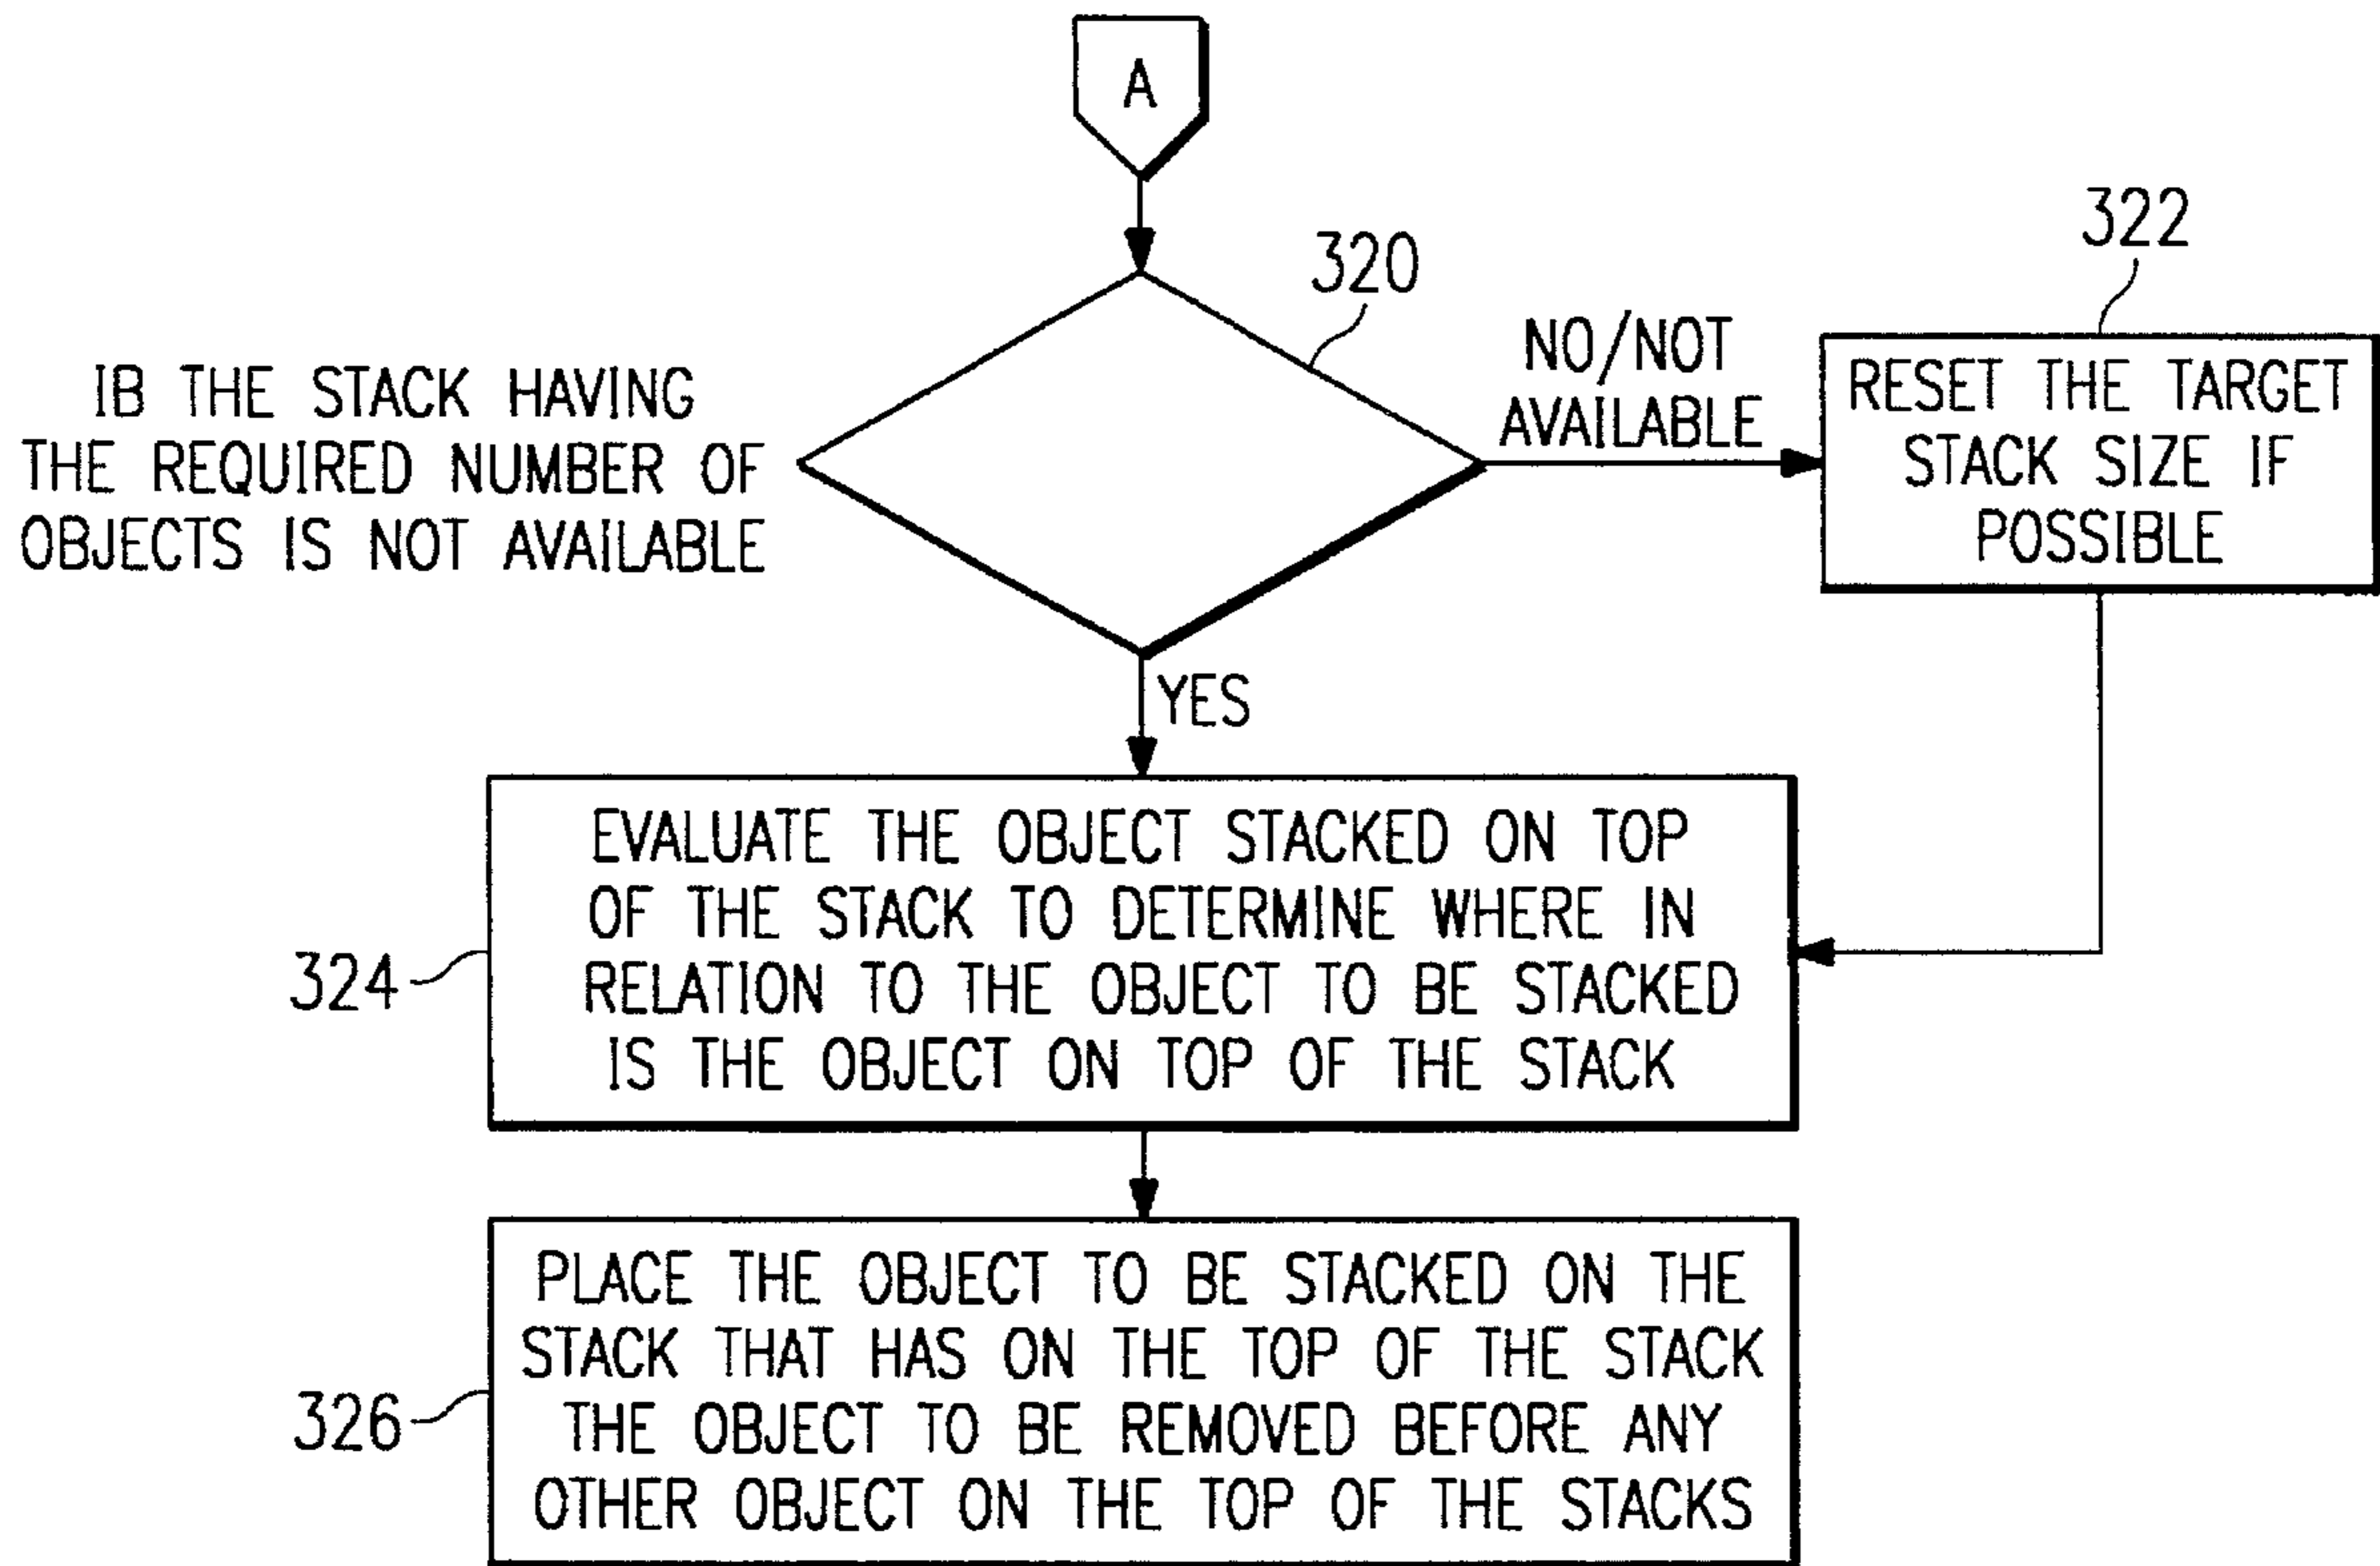 A
320
322
IB THE STACK HAVING
THE REQUIRED NUMBER OF
OBJECTS IS NOT AVAILABLE
NO/NOT
AVAILABLE
RESET THE TARGET
STACK SIZE IF
POSSIBLE
YES
324
EVALUATE THE OBJECT STACKED ON TOP
OF THE STACK TO DETERMINE WHERE IN
RELATION TO THE OBJECT TO BE STACKED
IS THE OBJECT ON TOP OF THE STACK
326
PLACE THE OBJECT TO BE STACKED ON THE
STACK THAT HAS ON THE TOP OF THE STACK
THE OBJECT TO BE REMOVED BEFORE ANY
OTHER OBJECT ON THE TOP OF THE STACKS